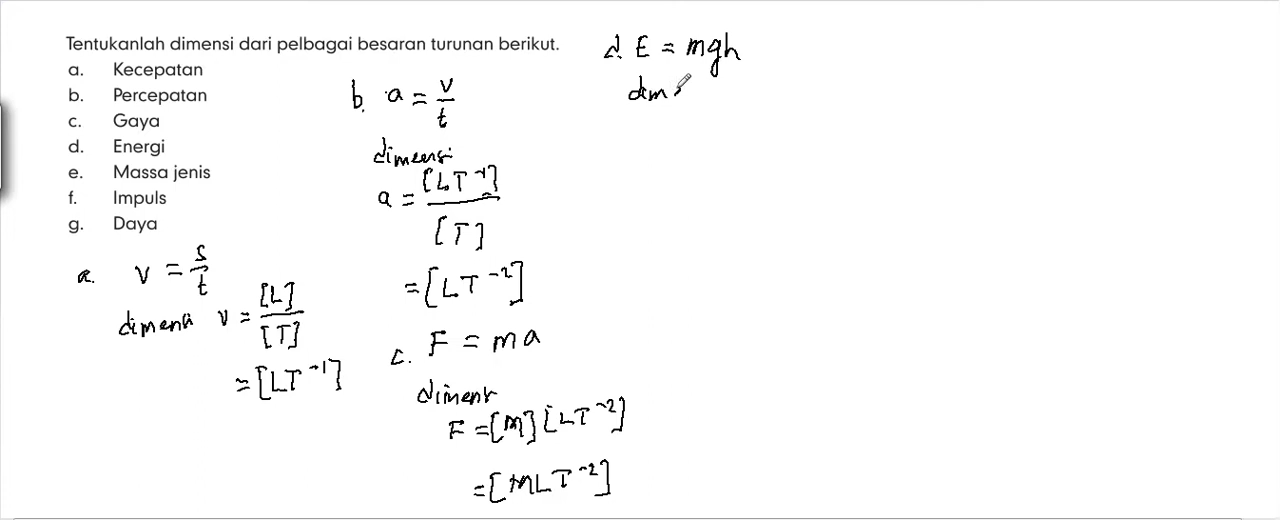 Tentukanlah dimensi dari pelbagai besaran turunan berikut.
a. Kecepatan
b. Percepatan
c. Gaya
d. Energi
e. Massa jenis
f. Impuls
g. Daya
a. v = s/t
dimensi v = [L]/[T]
= [LT⁻¹]
b. a = v/t
dimensi
a = [LT⁻¹]/[T]
= [LT⁻²]
c. F = ma
dimensi
F = [M][LT⁻²]
= [MLT⁻²]
d. E = mgh
dim